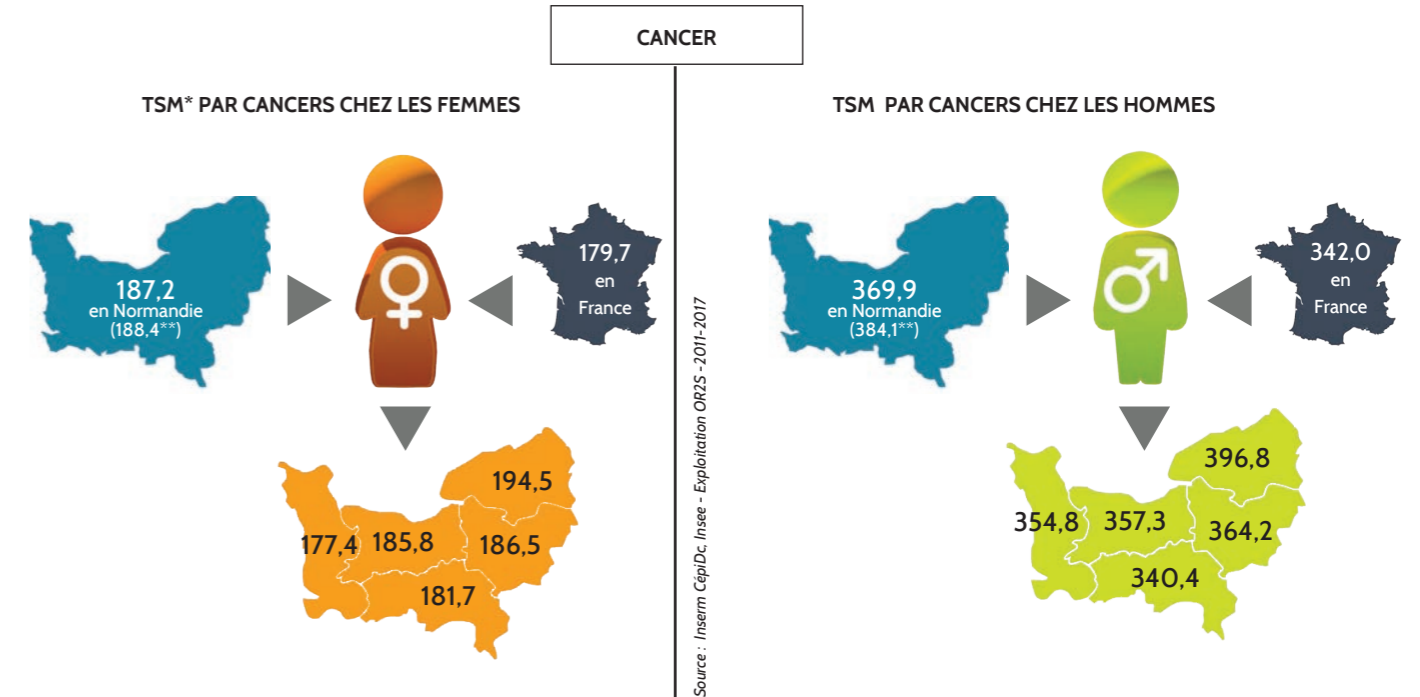 CANCER
TSM* PAR CANCERS CHEZ LES FEMMES
187,2
en Normandie
(188,4**)
179,7
en
France
194,5
177,4
185,8
186,5
181,7
Source : Inserm CépiDc, Insee - Exploitation OR2S -2011-2017
TSM PAR CANCERS CHEZ LES HOMMES
369,9
en Normandie
(384,1**)
342,0
en
France
396,8
354,8
357,3
364,2
340,4